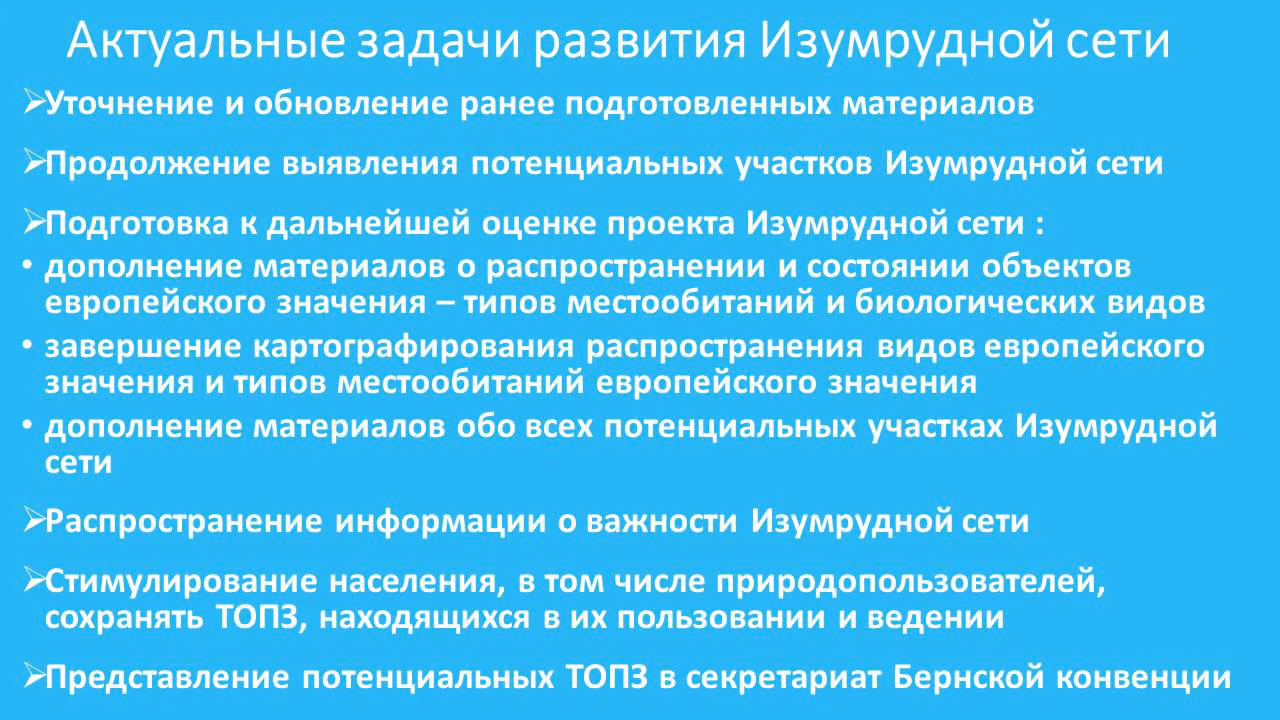 Актуальные задачи развития Изумрудной сети
➢Уточнение и обновление ранее подготовленных материалов
➢Продолжение выявления потенциальных участков Изумрудной сети
➢Подготовка к дальнейшей оценке проекта Изумрудной сети :
• дополнение материалов о распространении и состоянии объектов
европейского значения – типов местообитаний и биологических видов
• завершение картографирования распространения видов европейского
значения и типов местообитаний европейского значения
• дополнение материалов обо всех потенциальных участках Изумрудной
сети
➢Распространение информации о важности Изумрудной сети
➢Стимулирование населения, в том числе природопользователей,
сохранять ТОПЗ, находящихся в их пользовании и ведении
➢Представление потенциальных ТОПЗ в секретариат Бернской конвенции